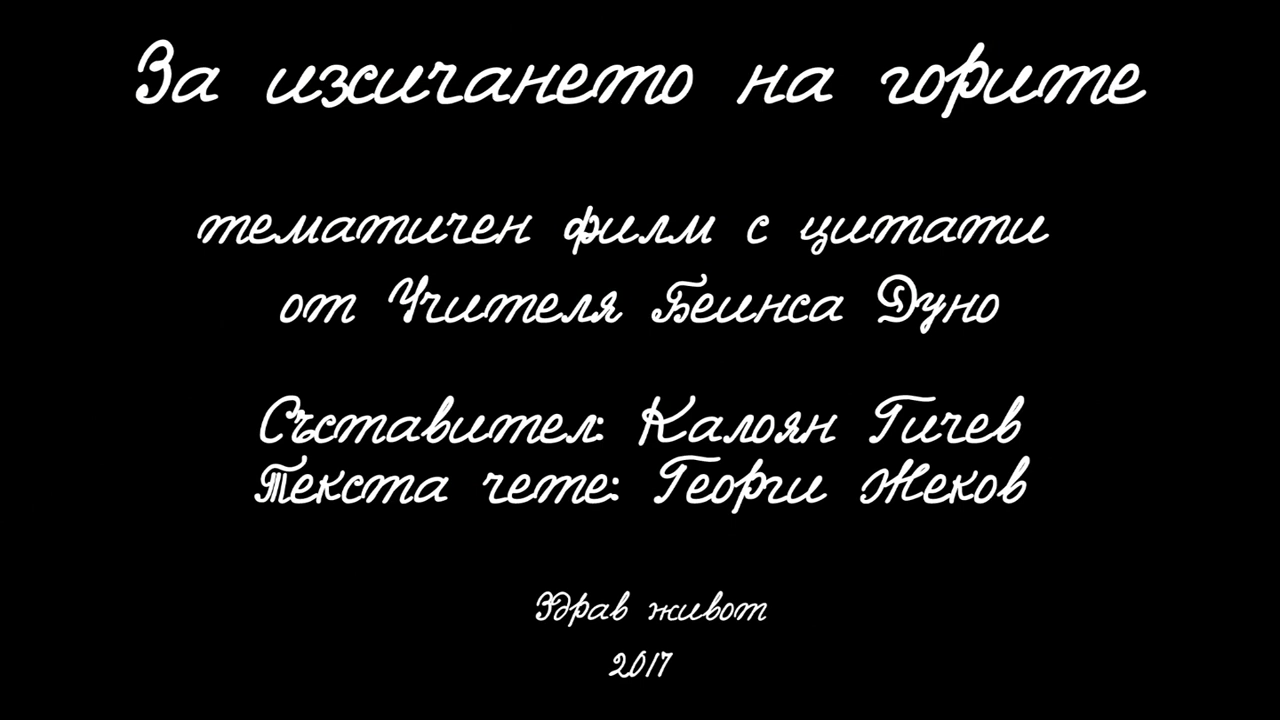 За изсичането на горите
тематичен филм с цитати
от Учителя Беинса Дуно
Съставител: Калоян Гичев
Текста чете: Георги Жеков
Здрав живот
2017